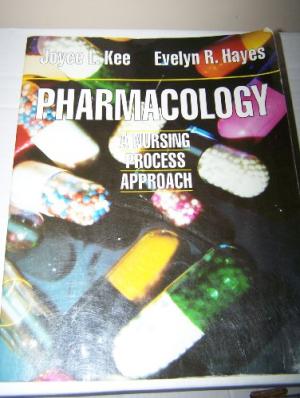 Joyce L. Kee Evelyn R. Hayes
PHARMACOLOGY
A NURSING
PROCESS
APPROACH